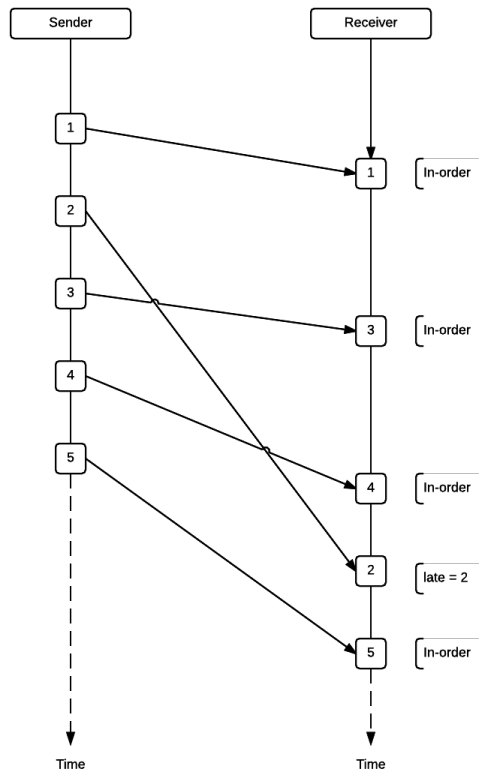 Sender Receiver
1
1 In-order
2
3
3 In-order
4
5
4 In-order
2 late = 2
5 In-order
Time Time